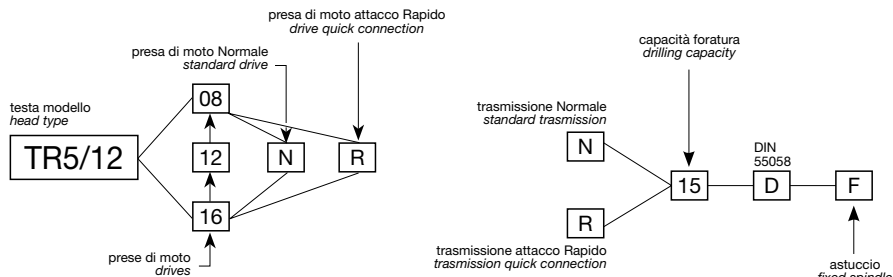 presa di moto attacco Rapido
drive quick connection
presa di moto Normale
standard drive
testa modello
head type
TR5/12
08
12
16
N
R
prese di moto
drives
capacità foratura
drilling capacity
trasmissione Normale
standard trasmission
N
R
trasmissione attacco Rapido
trasmission quick connection
15
DIN
55058
D
F
astuccio
fixed spindle